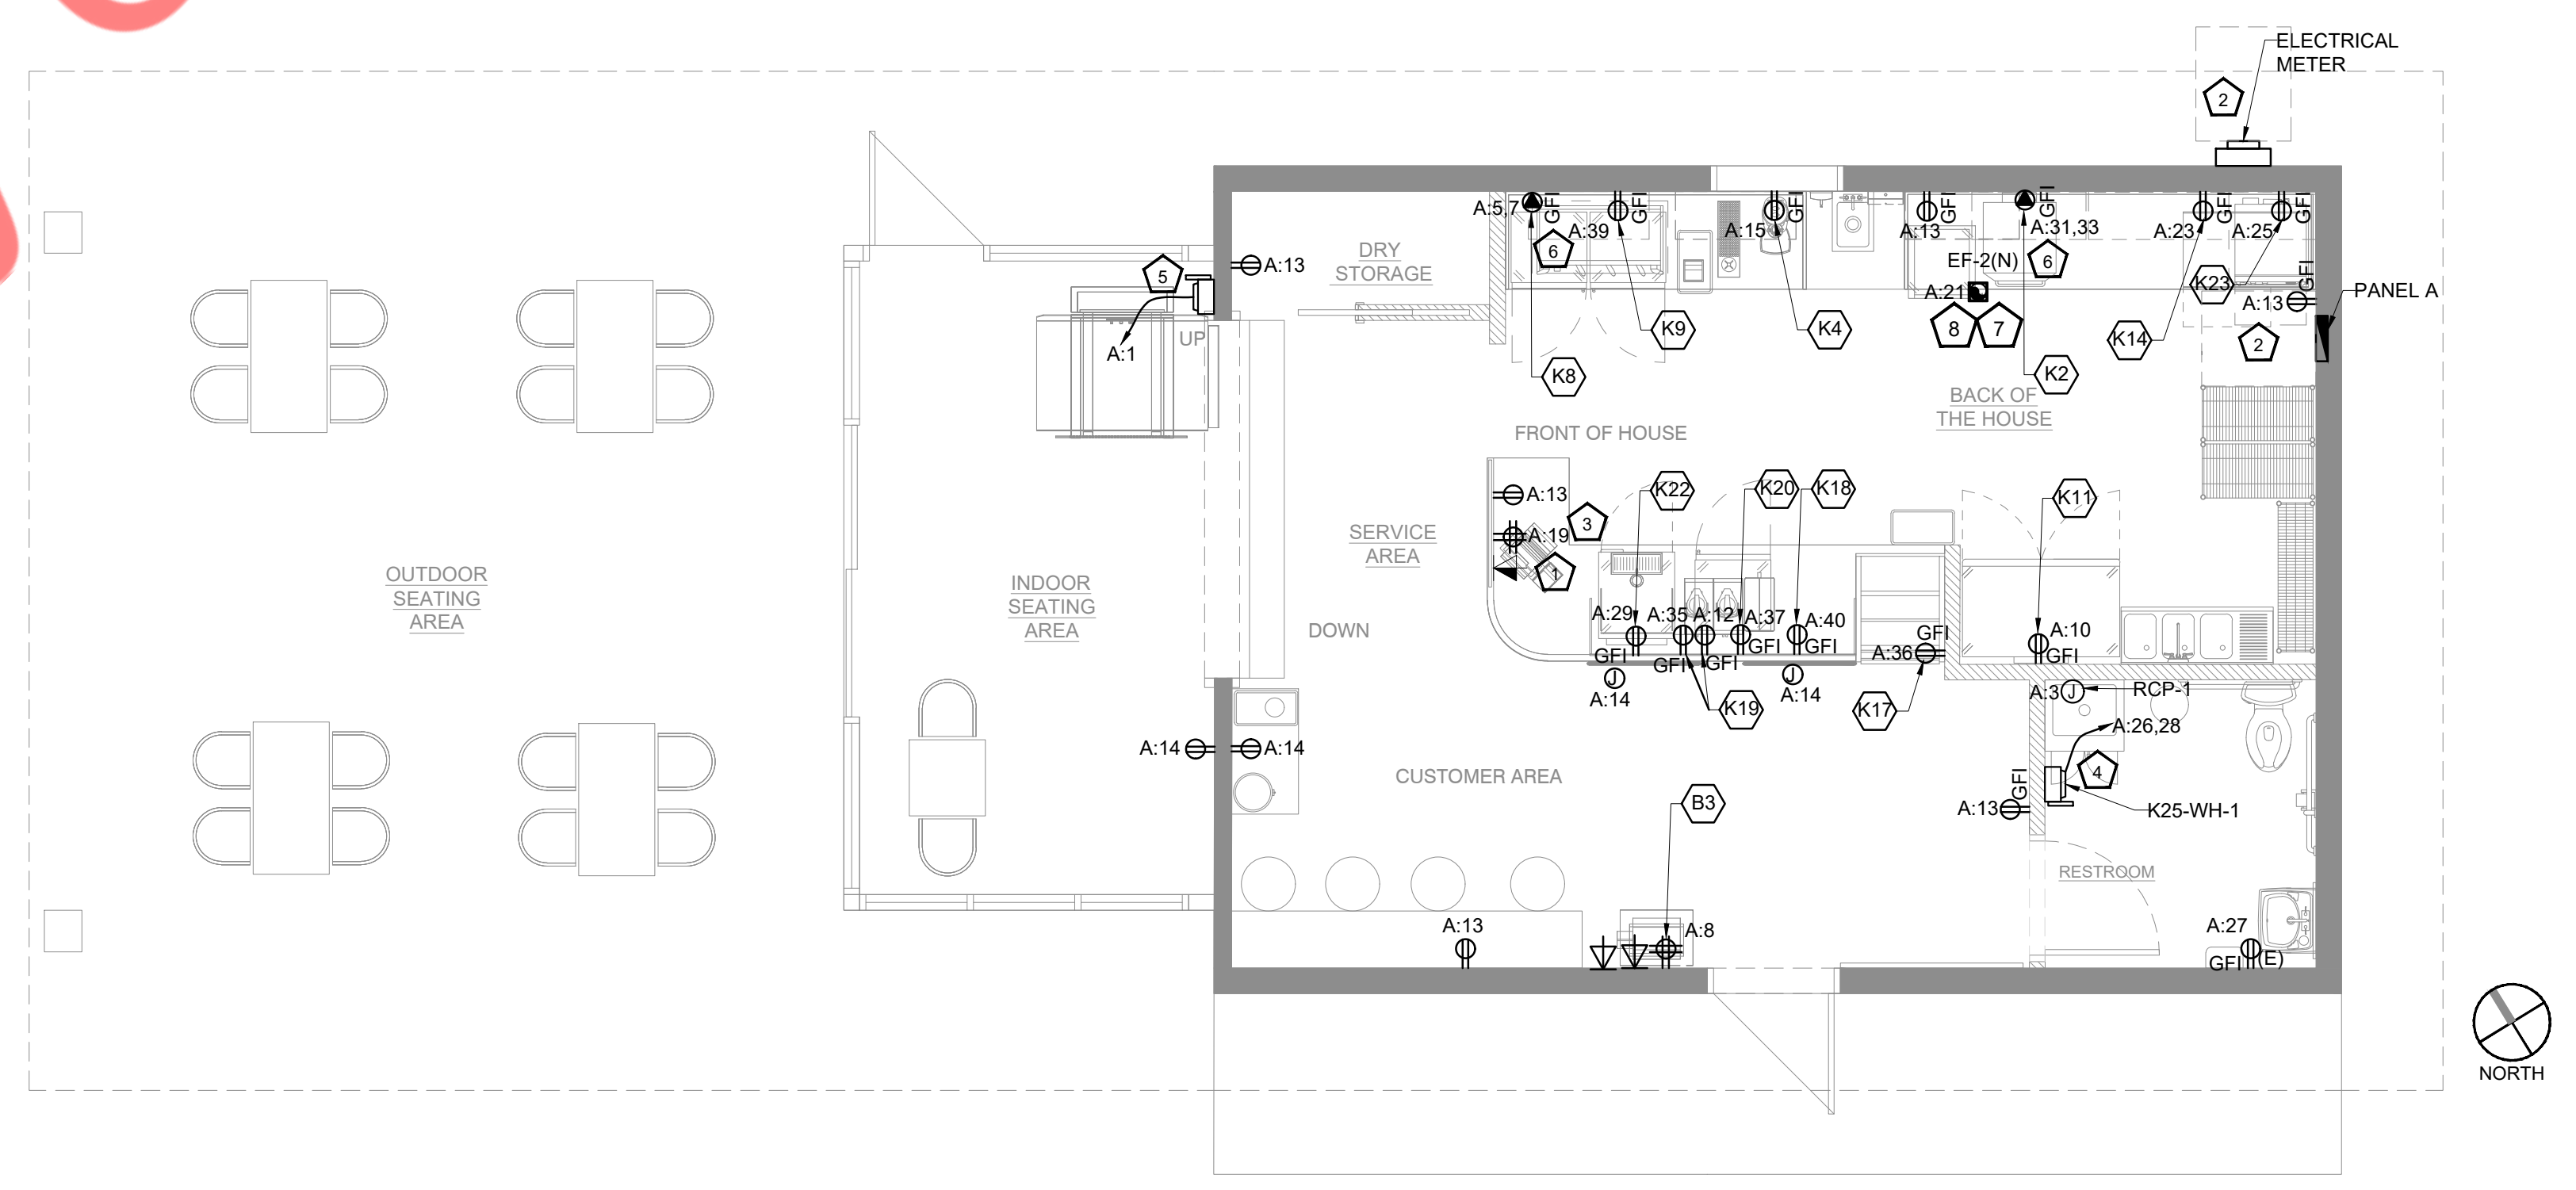 ELECTRICAL
METER
2
A:5,7
GFI
A:39
GFI
6
A:15
GFI
A:13
GFI
A:31,33
GFI
EF-2(N)
6
A:21
8
7
A:23
GFI
A:25
GFI
K23
A:13
GFI
PANEL A
2
K14
DRY
STORAGE
A:13
5
A:1
UP
K9
K4
K8
K2
BACK OF
THE HOUSE
FRONT OF HOUSE
A:13
A:19
3
1
K22
K20
K18
K11
SERVICE
AREA
OUTDOOR
SEATING
AREA
INDOOR
SEATING
AREA
DOWN
A:29
A:35
A:12
A:37
A:40
GFI
GFI
GFI
GFI
GFI
J
A:14
J
A:14
K19
GFI
A:36
K17
A:10
GFI
A:3
J
RCP-1
A:26,28
4
K25-WH-1
GFI
A:13
A:14
A:14
CUSTOMER AREA
B3
RESTROOM
A:13
A:8
A:27
GFI
(E)
NORTH